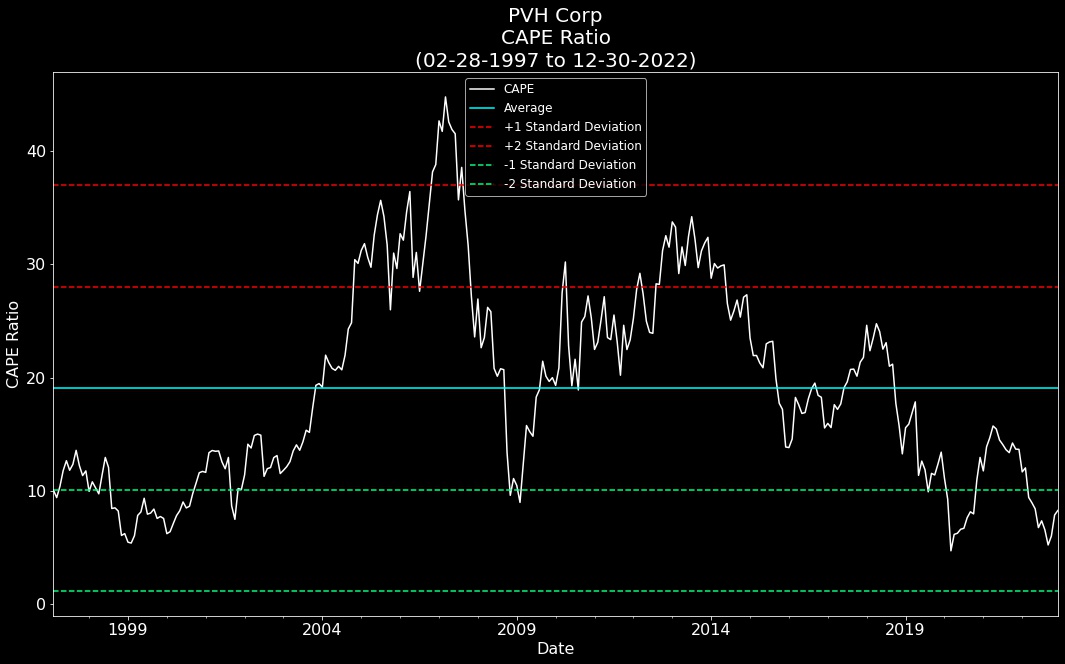 PVH Corp
CAPE Ratio
(02-28-1997 to 12-30-2022)
CAPE
Average
+1 Standard Deviation
+2 Standard Deviation
-1 Standard Deviation
-2 Standard Deviation
CAPE Ratio
40
30
20
10
0
1999
2004
2009
2014
2019
Date